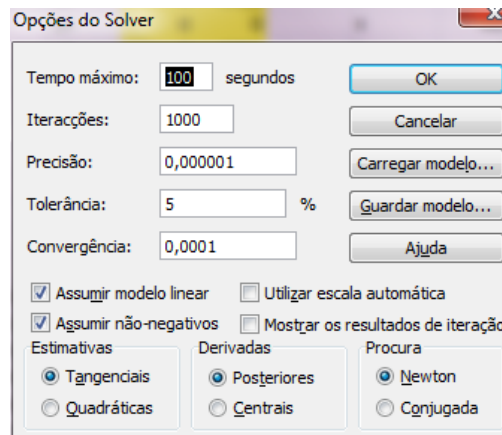 Opções do Solver
Tempo máximo: 100 segundos OK
Iteracções: 1000 Cancelar
Precisão: 0,000001 Carregar modelo...
Tolerância: 5 % Guardar modelo...
Convergência: 0,0001 Ajuda
Assumir modelo linear Utilizar escala automática
Assumir não-negativos Mostrar os resultados de iteração
Estimativas Derivadas Procura
Tangenciais Posteriores Newton
Quadráticas Centrais Conjugada